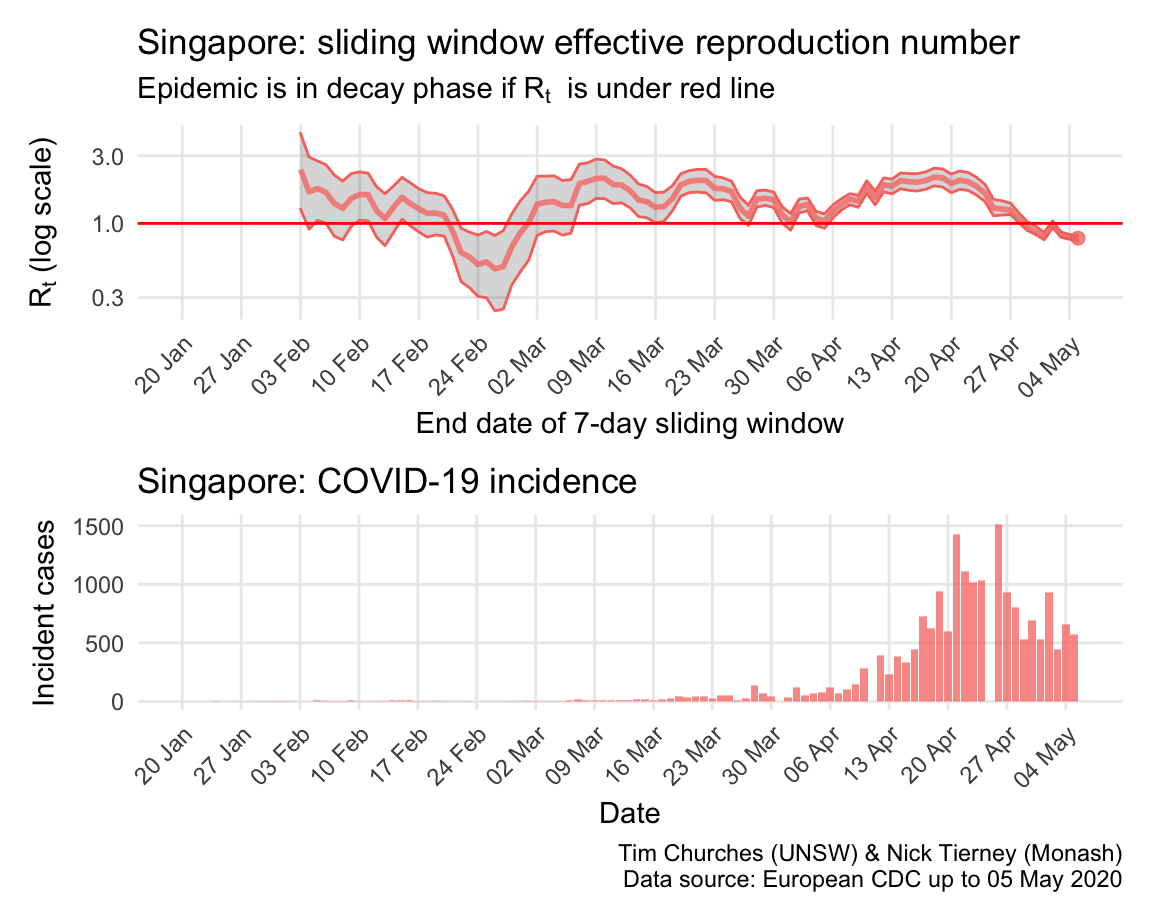 Singapore: sliding window effective reproduction number
Epidemic is in decay phase if Rt is under red line
Rt (log scale)
3.0
1.0
0.3
20 Jan 27 Jan 03 Feb 10 Feb 17 Feb 24 Feb 02 Mar 09 Mar 16 Mar 23 Mar 30 Mar 06 Apr 13 Apr 20 Apr 27 Apr 04 May
End date of 7-day sliding window
Singapore: COVID-19 incidence
Incident cases
1500
1000
500
0
20 Jan 27 Jan 03 Feb 10 Feb 17 Feb 24 Feb 02 Mar 09 Mar 16 Mar 23 Mar 30 Mar 06 Apr 13 Apr 20 Apr 27 Apr 04 May
Date
Tim Churches (UNSW) & Nick Tierney (Monash)
Data source: European CDC up to 05 May 2020